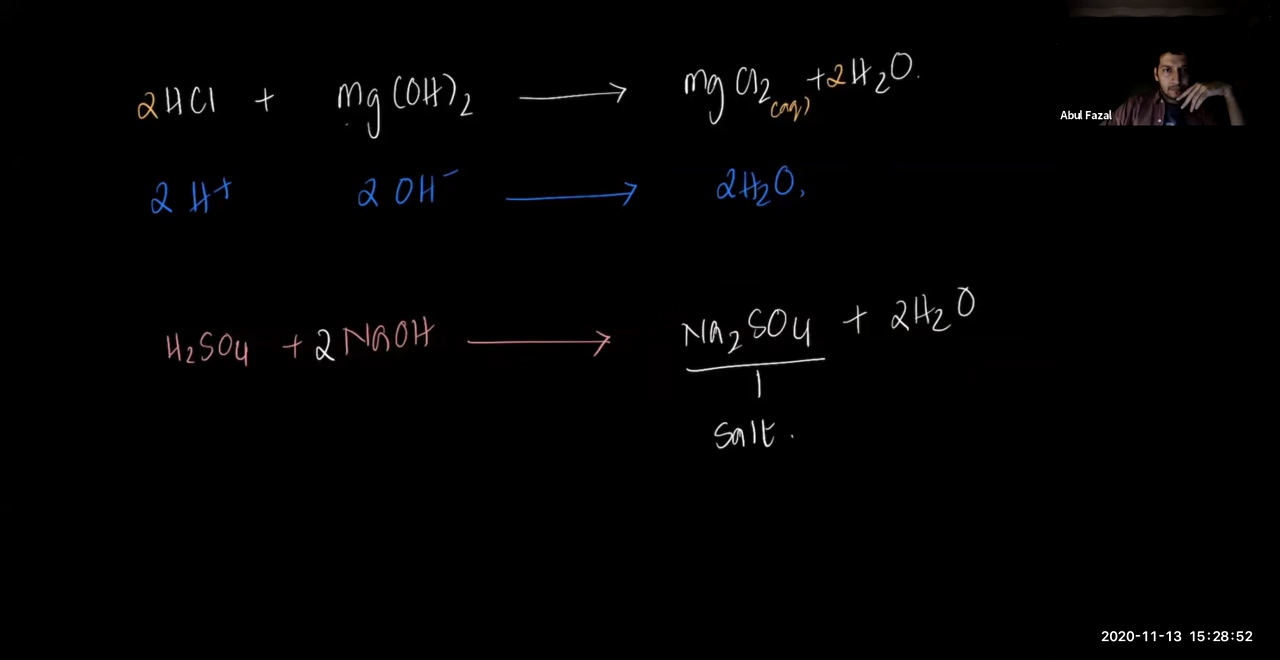 2HCl + Mg(OH)2 ⟶ MgCl2(aq) + 2H2O.
Abul Fazal
2H+ 2OH− ⟶ 2H2O,
H2SO4 + 2NaOH ⟶ Na2SO4 + 2H2O
salt.
2020-11-13 15:28:52